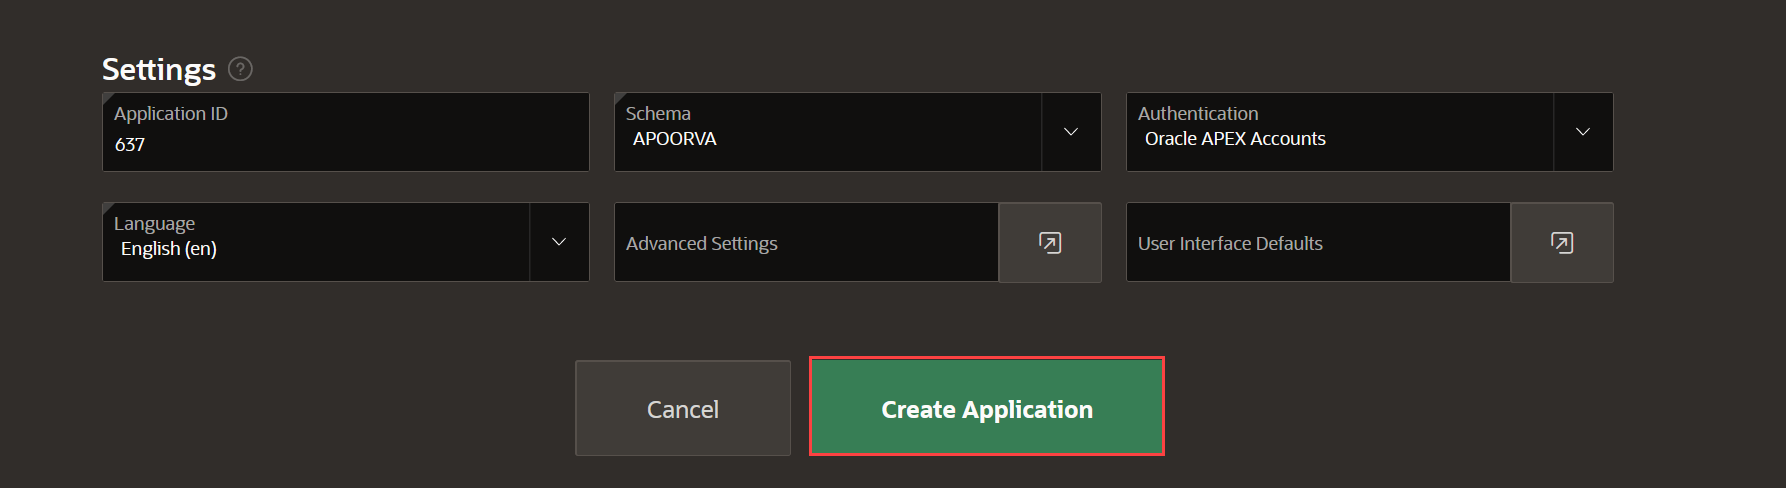 Settings ?
Application ID
637
Schema
APOORVA
Authentication
Oracle APEX Accounts
Language
English (en)
Advanced Settings
User Interface Defaults
Cancel
Create Application